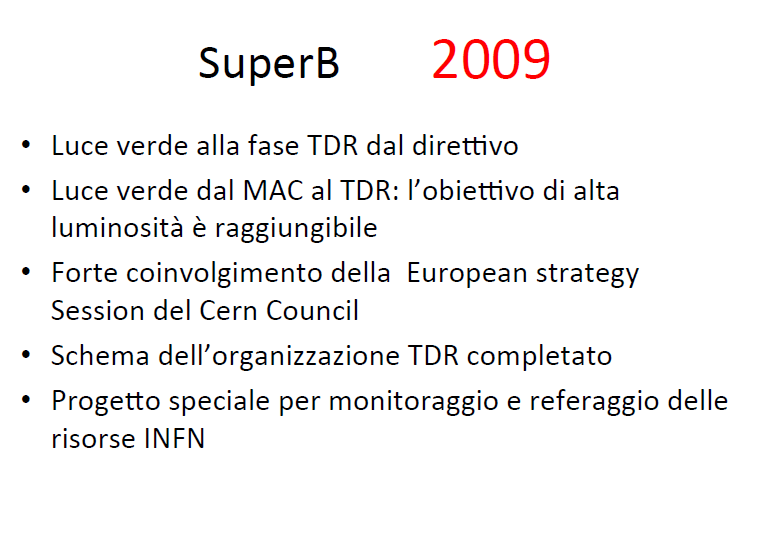 SuperB 2009
• Luce verde alla fase TDR dal direttivo
• Luce verde dal MAC al TDR: l’obiettivo di alta
luminosità è raggiungibile
• Forte coinvolgimento della European strategy
Session del Cern Council
• Schema dell’organizzazione TDR completato
• Progetto speciale per monitoraggio e referaggio delle
risorse INFN